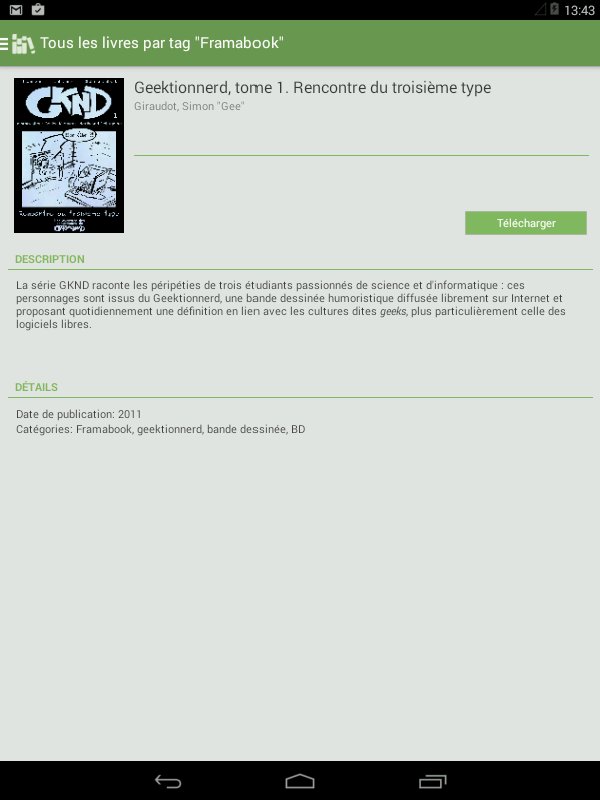 13:43
Tous les livres par tag "Framabook"
GKND
1
Rencontre du troisième type
Geektionnerd, tome 1. Rencontre du troisième type
Giraudot, Simon "Gee"
Télécharger
DESCRIPTION
La série GKND raconte les péripéties de trois étudiants passionnés de science et d'informatique : ces
personnages sont issus du Geektionnerd, une bande dessinée humoristique diffusée librement sur Internet et
proposant quotidiennement une définition en lien avec les cultures dites geeks, plus particulièrement celle des
logiciels libres.
DÉTAILS
Date de publication: 2011
Catégories: Framabook, geektionnerd, bande dessinée, BD